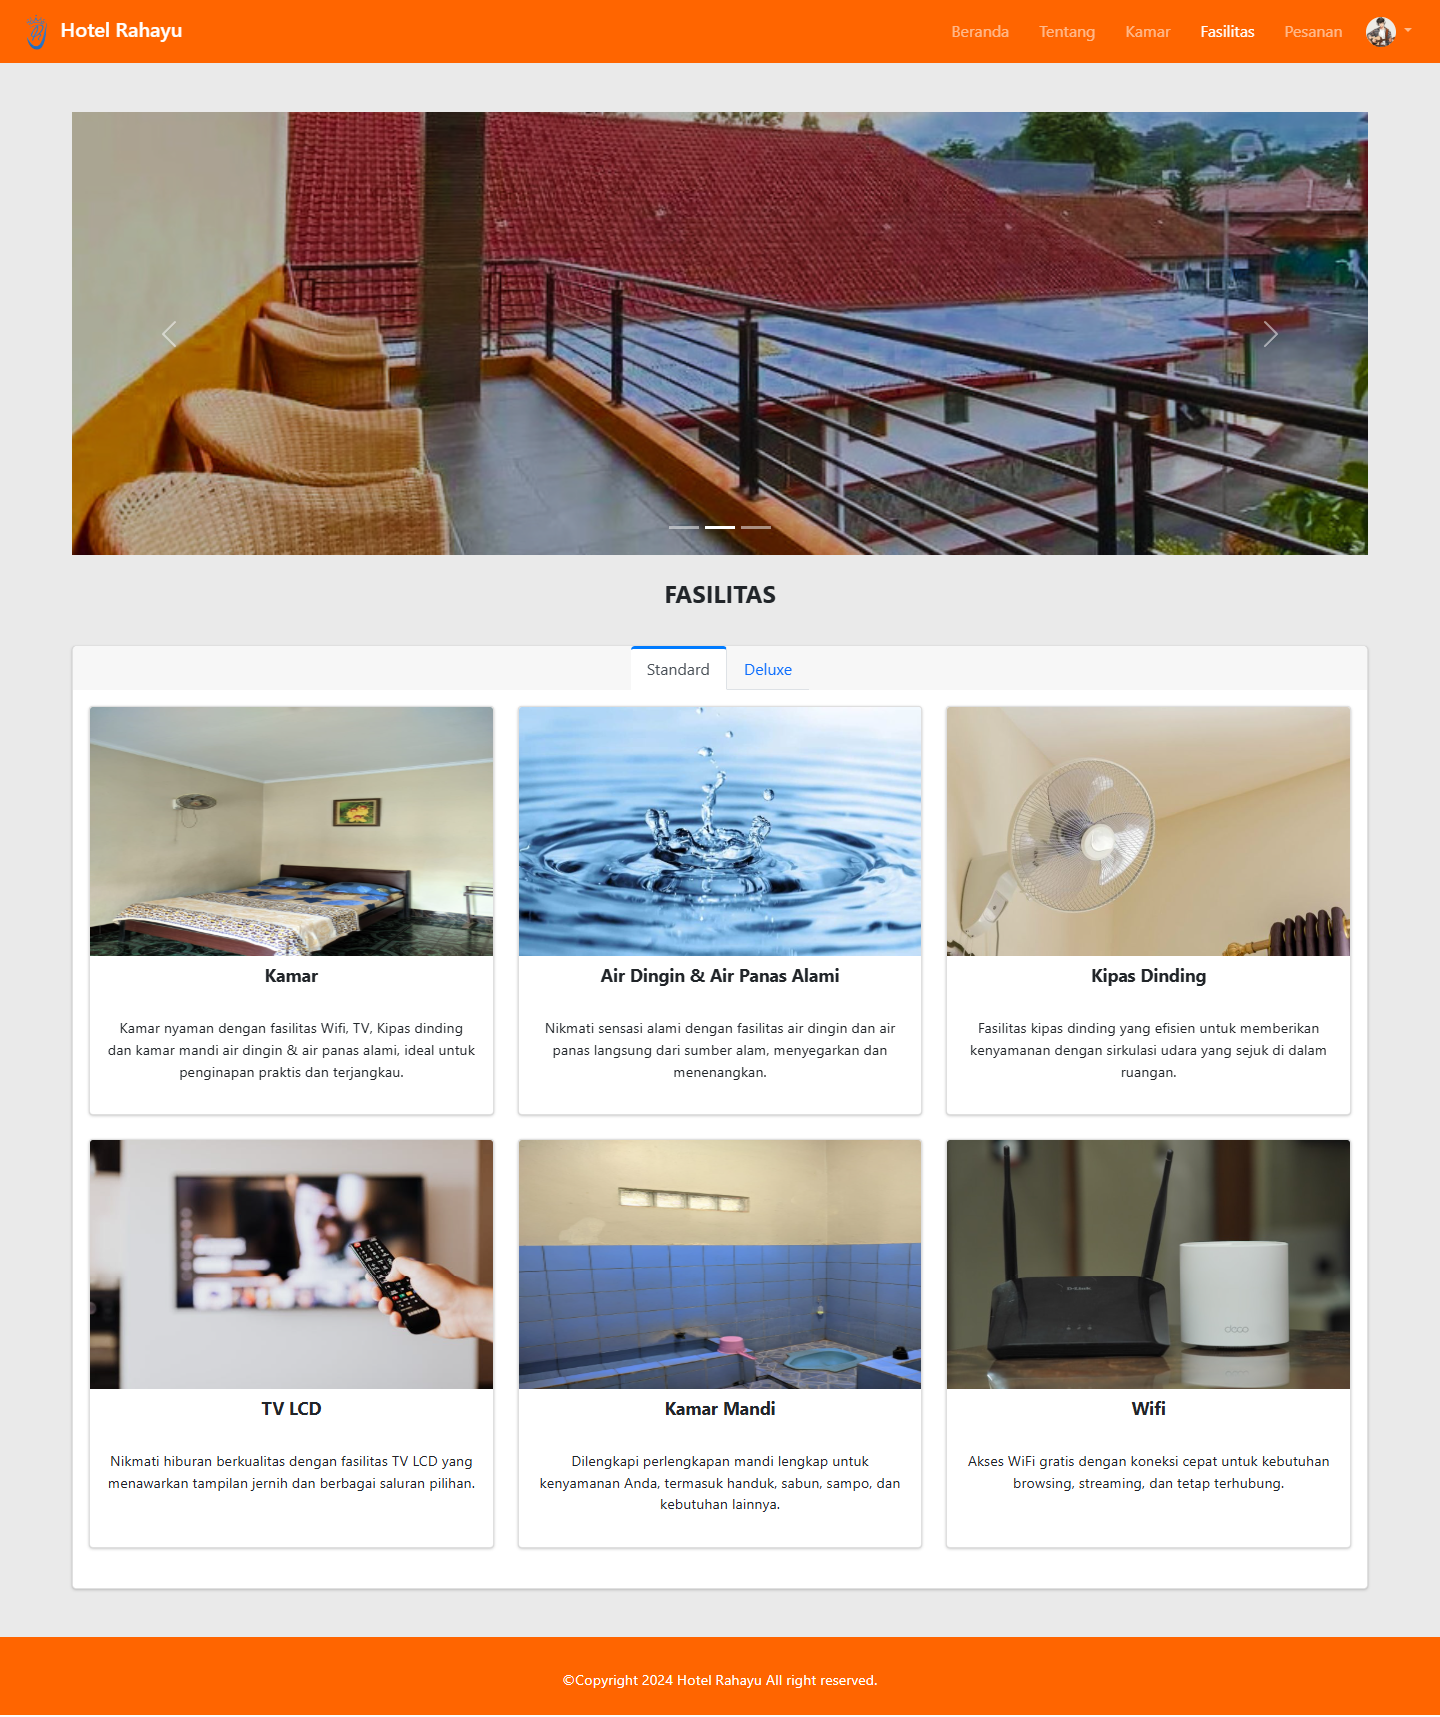 Hotel Rahayu
Beranda
Tentang
Kamar
Fasilitas
Pesanan
FASILITAS
Standard
Deluxe
Kamar
Kamar nyaman dengan fasilitas Wifi, TV, Kipas dinding
dan kamar mandi air dingin & air panas alami, ideal untuk
penginapan praktis dan terjangkau.
Air Dingin & Air Panas Alami
Nikmati sensasi alami dengan fasilitas air dingin dan air
panas langsung dari sumber alam, menyegarkan dan
menenangkan.
Kipas Dinding
Fasilitas kipas dinding yang efisien untuk memberikan
kenyamanan dengan sirkulasi udara yang sejuk di dalam
ruangan.
D-Link
deco
TV LCD
Nikmati hiburan berkualitas dengan fasilitas TV LCD yang
menawarkan tampilan jernih dan berbagai saluran pilihan.
Kamar Mandi
Dilengkapi perlengkapan mandi lengkap untuk
kenyamanan Anda, termasuk handuk, sabun, sampo, dan
kebutuhan lainnya.
Wifi
Akses WiFi gratis dengan koneksi cepat untuk kebutuhan
browsing, streaming, dan tetap terhubung.
©Copyright 2024 Hotel Rahayu All right reserved.